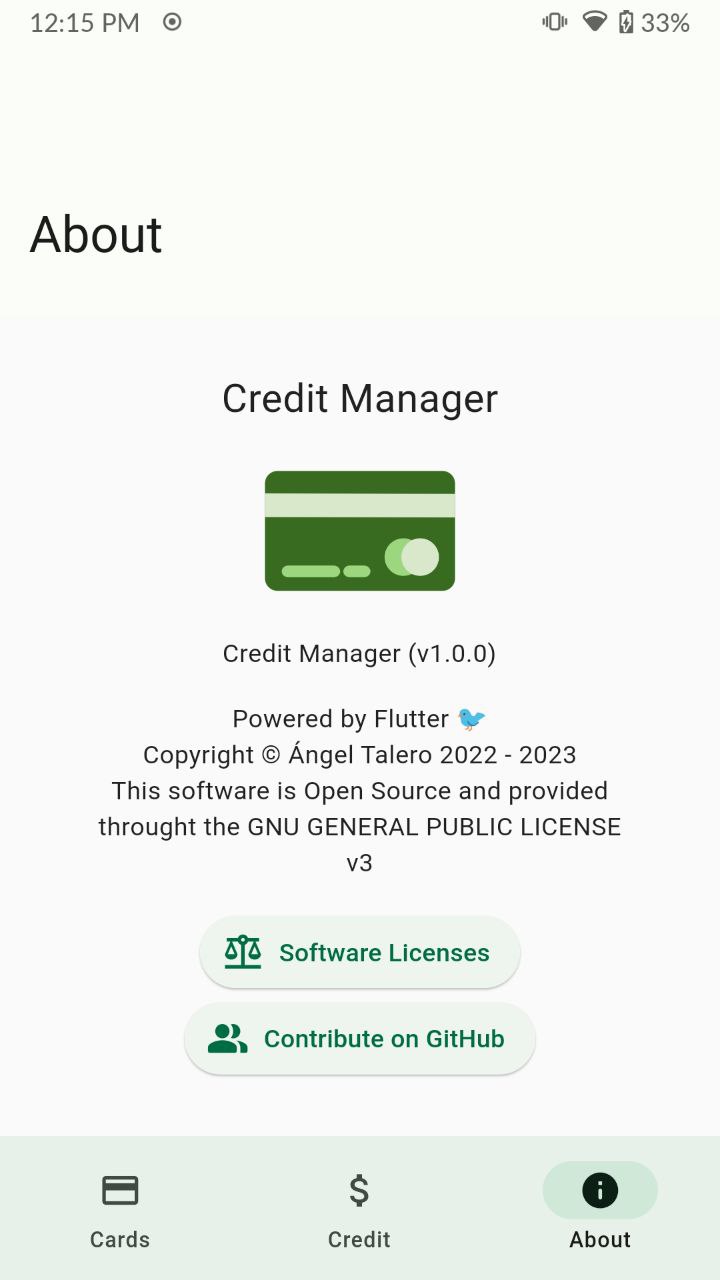 12:15 PM 33%
About
Credit Manager
Credit Manager (v1.0.0)
Powered by Flutter 🐦
Copyright © Ángel Talero 2022 - 2023
This software is Open Source and provided
throught the GNU GENERAL PUBLIC LICENSE
v3
Software Licenses
Contribute on GitHub
Cards Credit About